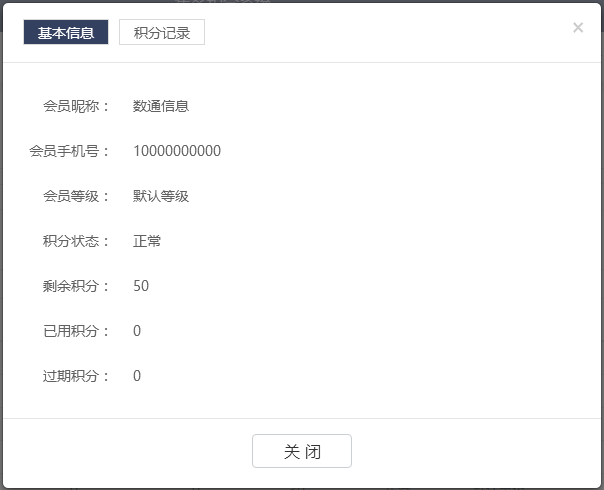 基本信息 积分记录 ×
会员昵称： 数通信息
会员手机号： 10000000000
会员等级： 默认等级
积分状态： 正常
剩余积分： 50
已用积分： 0
过期积分： 0
关 闭